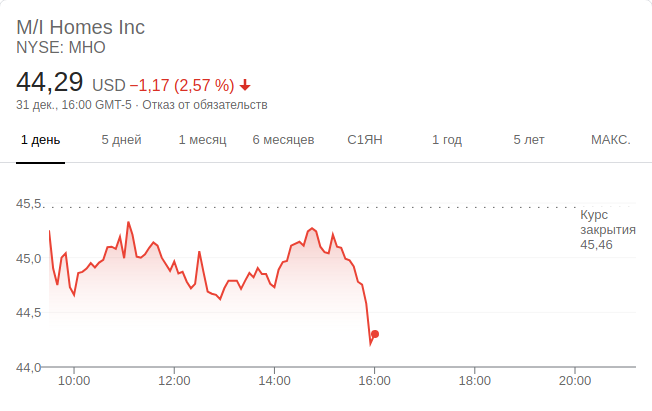 M/I Homes Inc
NYSE: MHO
44,29 USD −1,17 (2,57 %)
31 дек., 16:00 GMT-5 · Отказ от обязательств
1 день 5 дней 1 месяц 6 месяцев С1ЯН 1 год 5 лет МАКС.
45,5
Курс
закрытия
45,46
45,0
44,5
44,0
10:00 12:00 14:00 16:00 18:00 20:00